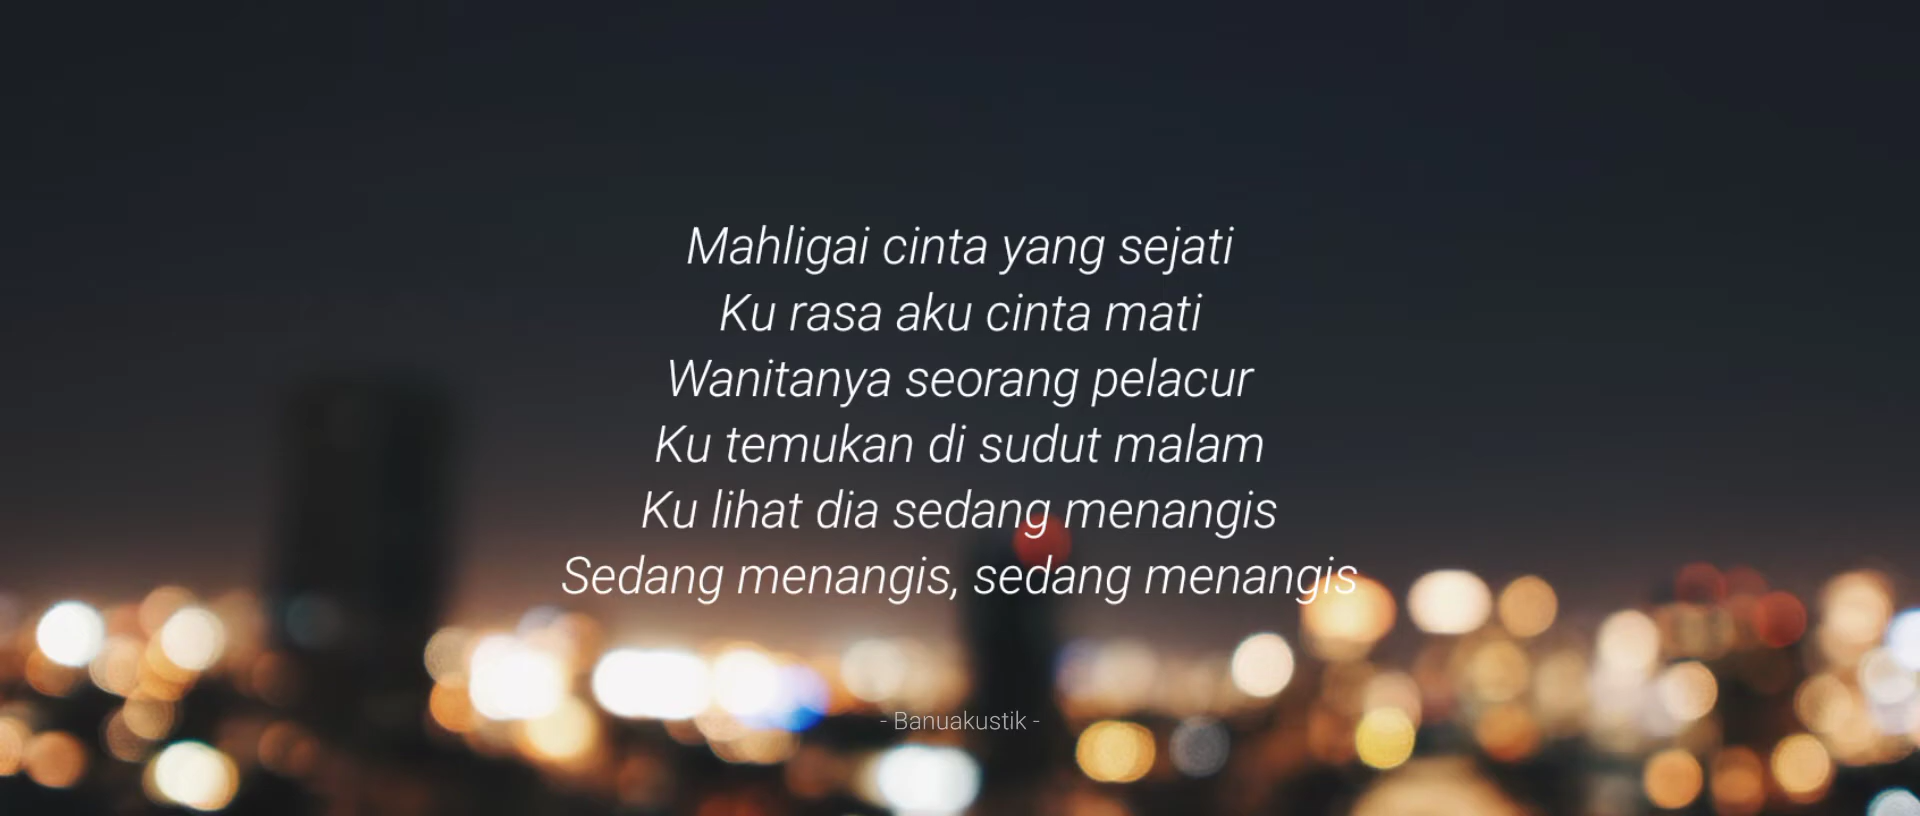 Mahligai cinta yang sejati
Ku rasa aku cinta mati
Wanitanya seorang pelacur
Ku temukan di sudut malam
Ku lihat dia sedang menangis
Sedang menangis, sedang menangis
- Banuakustik -